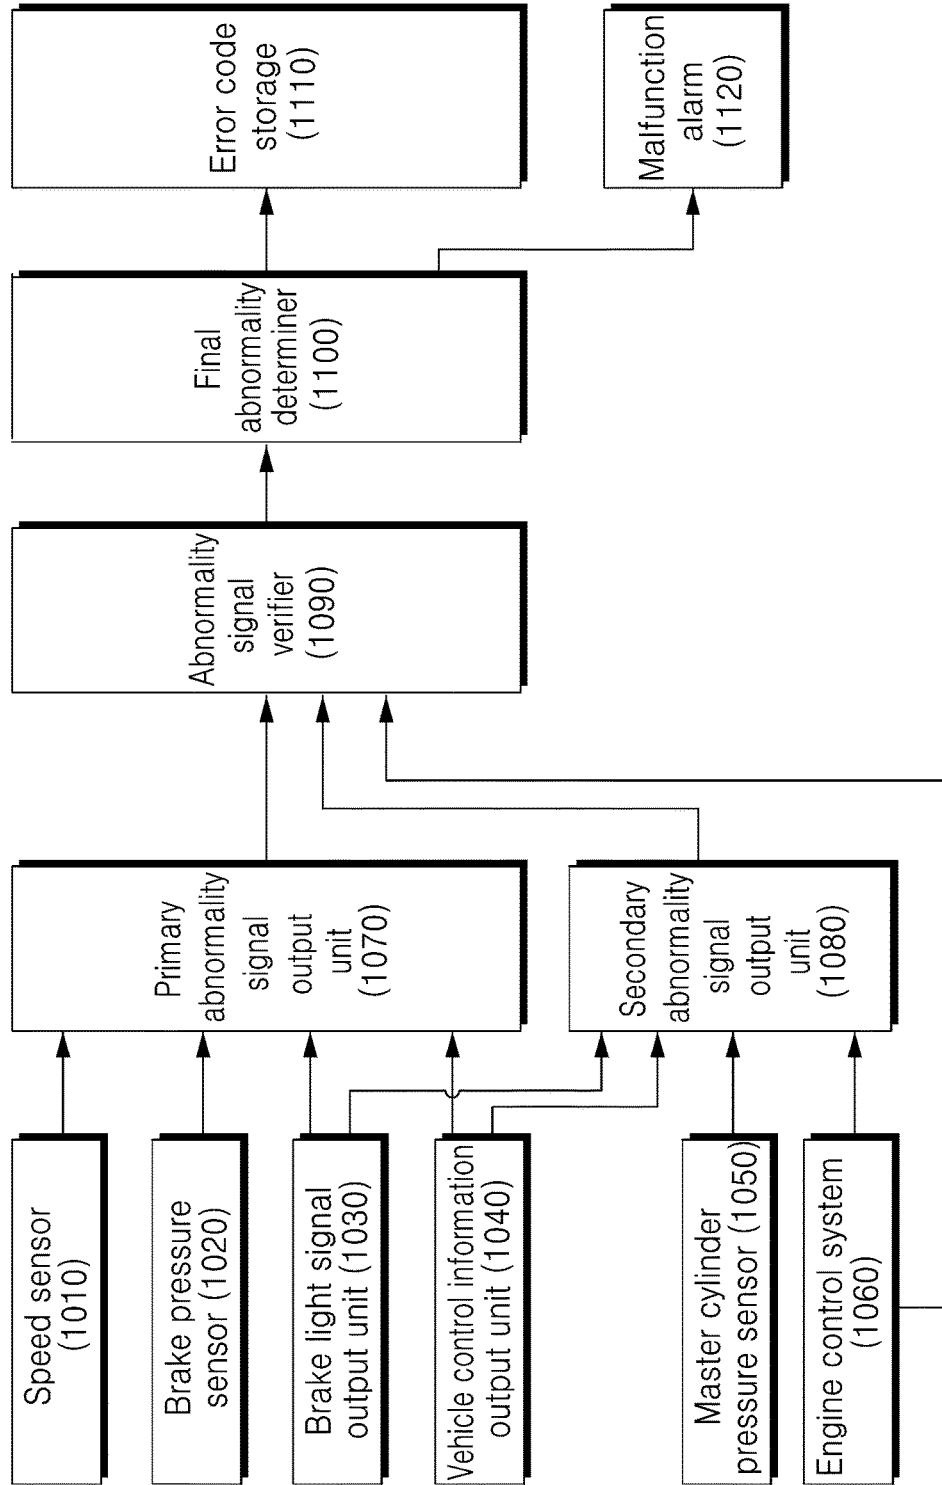 Speed sensor
(1010)
Brake pressure
sensor (1020)
Brake light signal
output unit (1030)
Vehicle control information
output unit (1040)
Master cylinder
pressure sensor (1050)
Engine control system
(1060)
Primary
abnormality
signal
output
unit
(1070)
Secondary
abnormality
signal
output
unit
(1080)
Abnormality
signal
verifier
(1090)
Final
abnormality
determiner
(1100)
Error code
storage
(1110)
Malfunction
alarm
(1120)